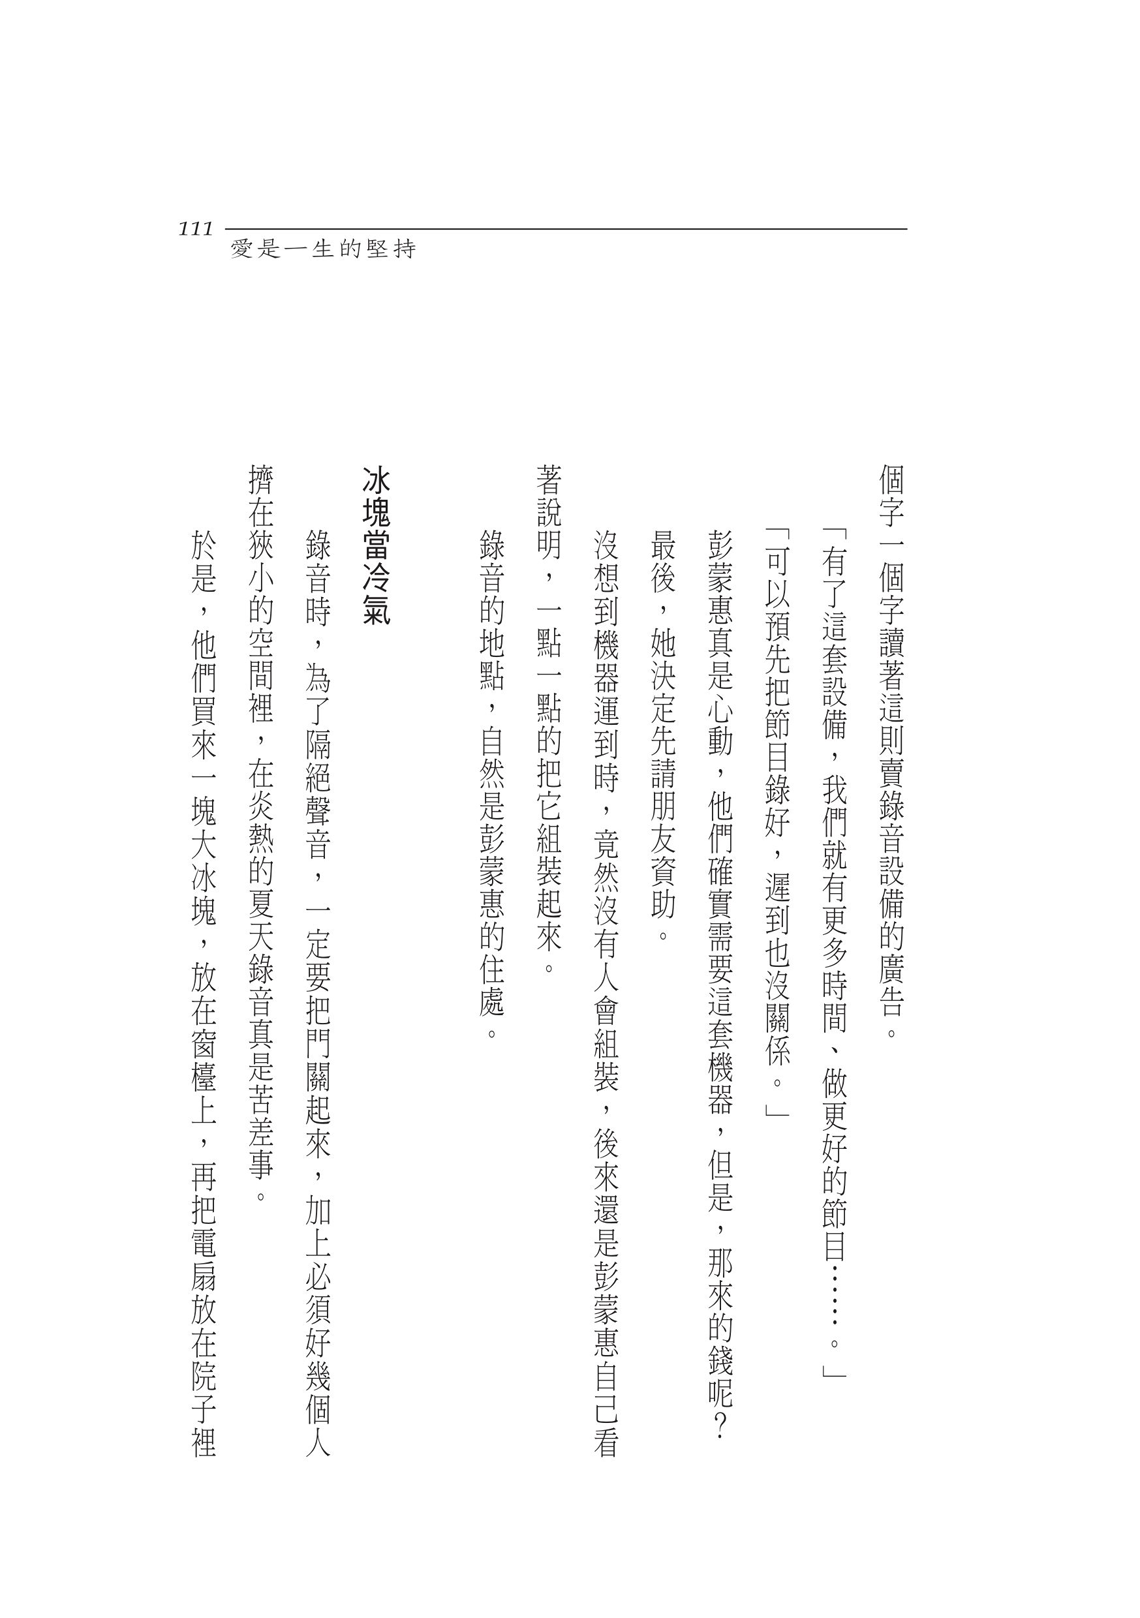 111
愛是一生的堅持
個字一個字讀著這則賣錄音設備的廣告。
「有了這套設備，我們就有更多時間、做更好的節目……。」
「可以預先把節目錄好，遲到也沒關係。」
彭蒙惠真是心動，他們確實需要這套機器，但是，那來的錢呢？
最後，她決定先請朋友資助。
沒想到機器運到時，竟然沒有人會組裝，後來還是彭蒙惠自己看
著說明，一點一點的把它組裝起來。
錄音的地點，自然是彭蒙惠的住處。
冰塊當冷氣
錄音時，為了隔絕聲音，一定要把門關起來，加上必須好幾個人
擠在狹小的空間裡，在炎熱的夏天錄音真是苦差事。
於是，他們買來一塊大冰塊，放在窗檯上，再把電扇放在院子裡